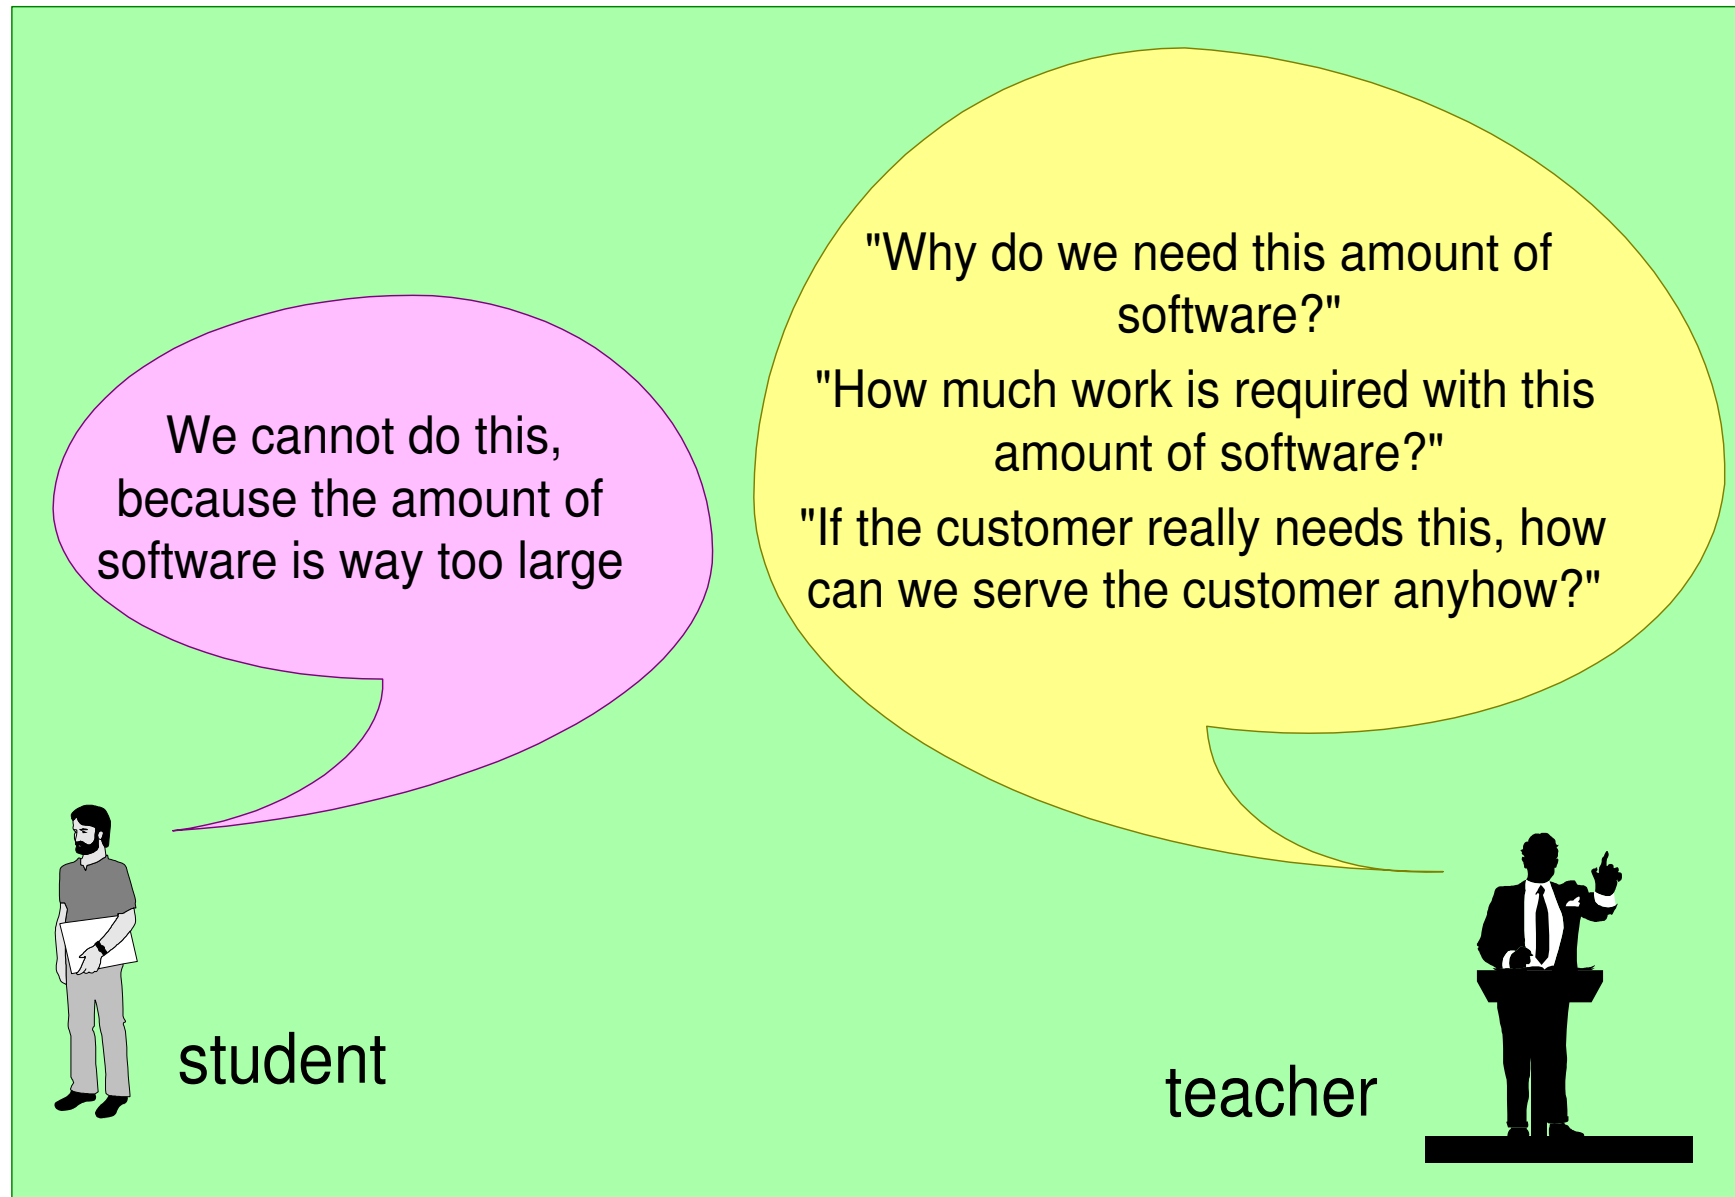 We cannot do this,
because the amount of
software is way too large
"Why do we need this amount of
software?"
"How much work is required with this
amount of software?"
"If the customer really needs this, how
can we serve the customer anyhow?"
student
teacher